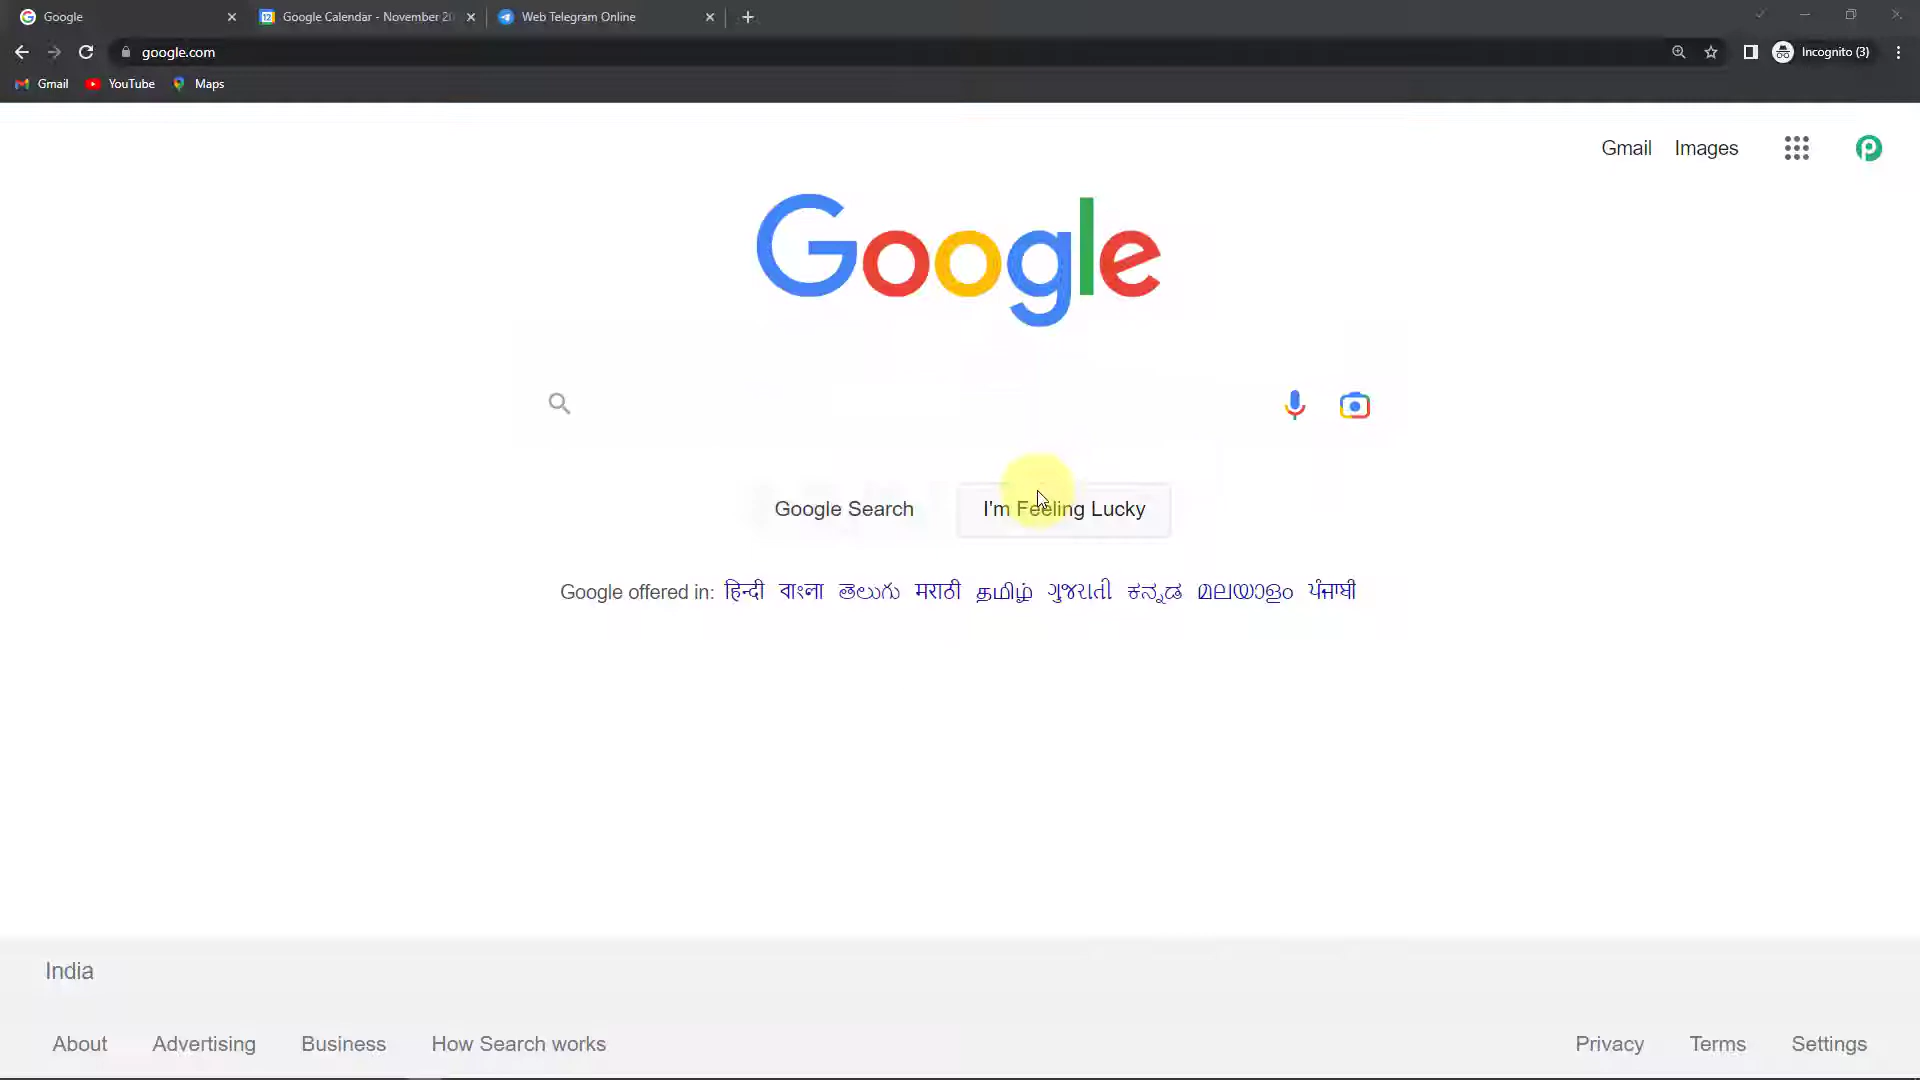 Google
Google Calendar - November 20
Web Telegram Online
google.com
Incognito (3)
Gmail
YouTube
Maps
Gmail
Images
Google
Google Search
I'm Feeling Lucky
Google offered in: हिन्दी বাংলা తెలుగు मराठी தமிழ் ગુજરાતી ಕನ್ನಡ മലയാളം ਪੰਜਾਬੀ
India
About
Advertising
Business
How Search works
Privacy
Terms
Settings